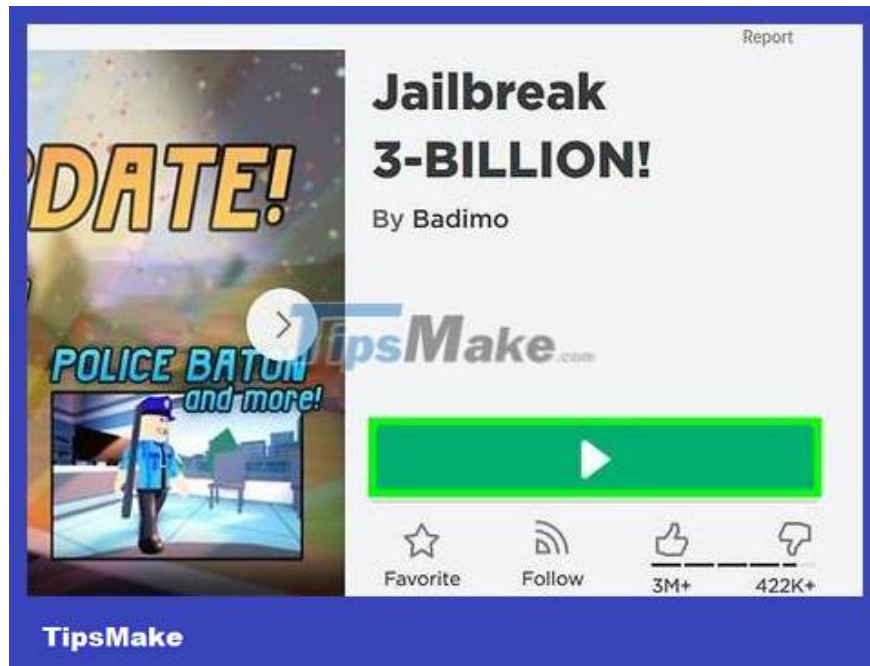 Report
Jailbreak
3-BILLION!
By Badimo
DATE!
POLICE BATON
and more!
TipsMake.com
Favorite
Follow
3M+
422K+
TipsMake